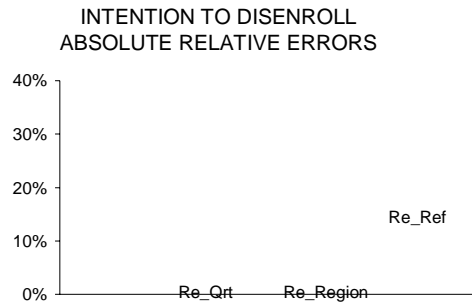 INTENTION TO DISENROLL
ABSOLUTE RELATIVE ERRORS
40%
30%
20%
Re_Ref
10%
0%
Re_Qrt
Re_Region